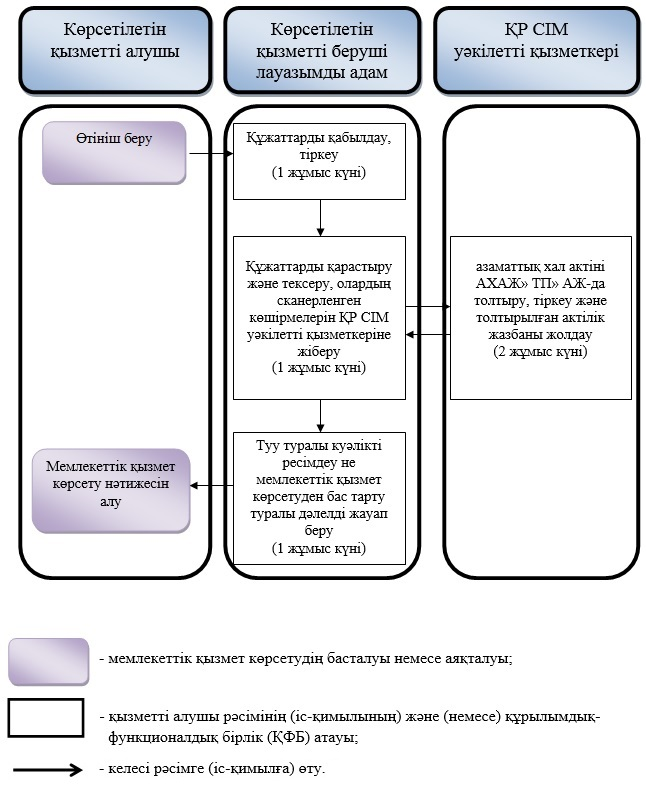 Көрсетілетін
қызметті алушы
Көрсетілетін
қызметті беруші
лауазымды адам
ҚР СІМ
уәкілетті қызметкері
Өтініш беру
Құжаттарды қабылдау,
тіркеу
(1 жұмыс күні)
Құжаттарды қарастыру
және тексеру, олардың
сканерленген
көшірмелерін ҚР СІМ
уәкілетті қызметкеріне
жіберу
(1 жұмыс күні)
азаматтық хал актіні
АХАЖ» ТП» АЖ-да
толтыру, тіркеу және
толтырылған актілік
жазбаны жолдау
(2 жұмыс күні)
Туу туралы куәлікті
ресімдеу не
мемлекеттік қызмет
көрсетуден бас тарту
туралы дәлелді жауап
беру
(1 жұмыс күні)
Мемлекеттік қызмет
көрсету нәтижесін
алу
- мемлекеттік қызмет көрсетудің басталуы немесе аяқталуы;
- қызметті алушы рәсімінің (іс-қимылының) және (немесе) құрылымдық-
функционалдық бірлік (ҚФБ) атауы;
- келесі рәсімге (іс-қимылға) өту.